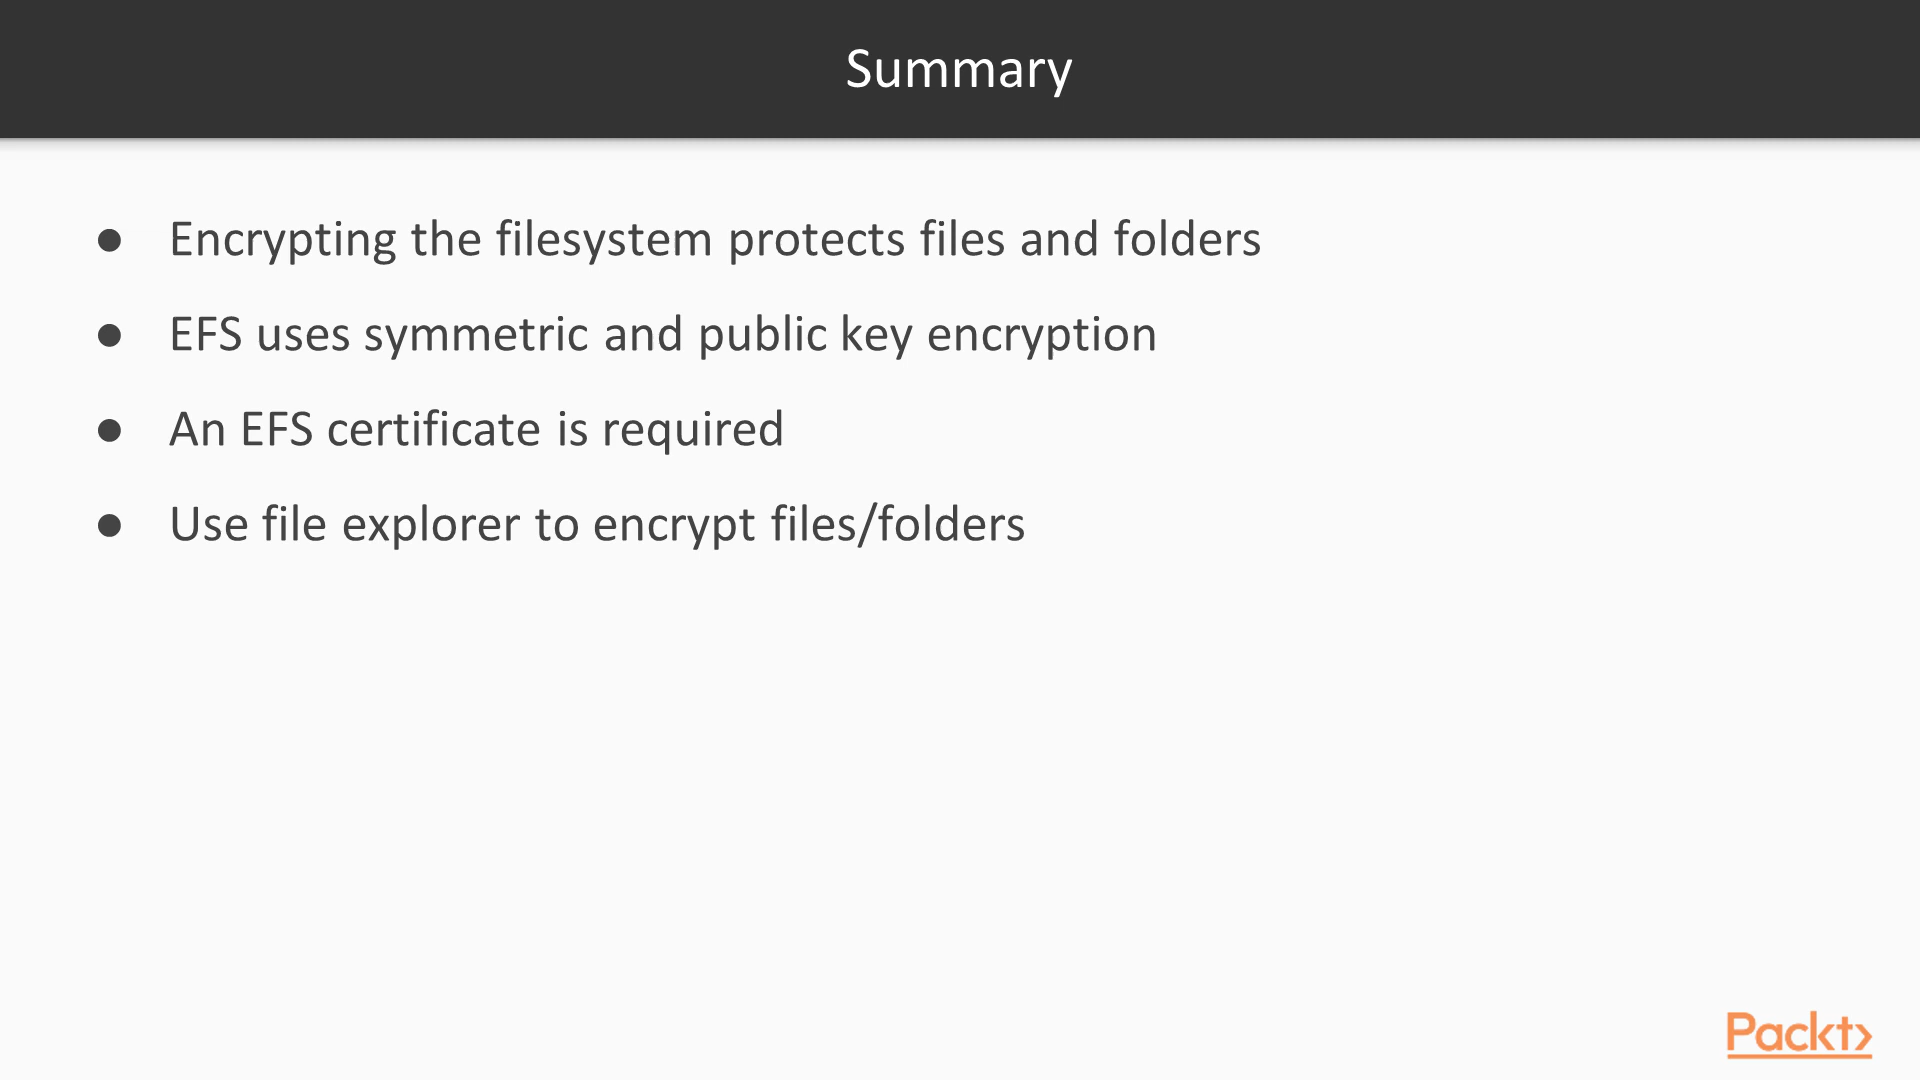 Summary
● Encrypting the filesystem protects files and folders
● EFS uses symmetric and public key encryption
● An EFS certificate is required
● Use file explorer to encrypt files/folders
Packt>